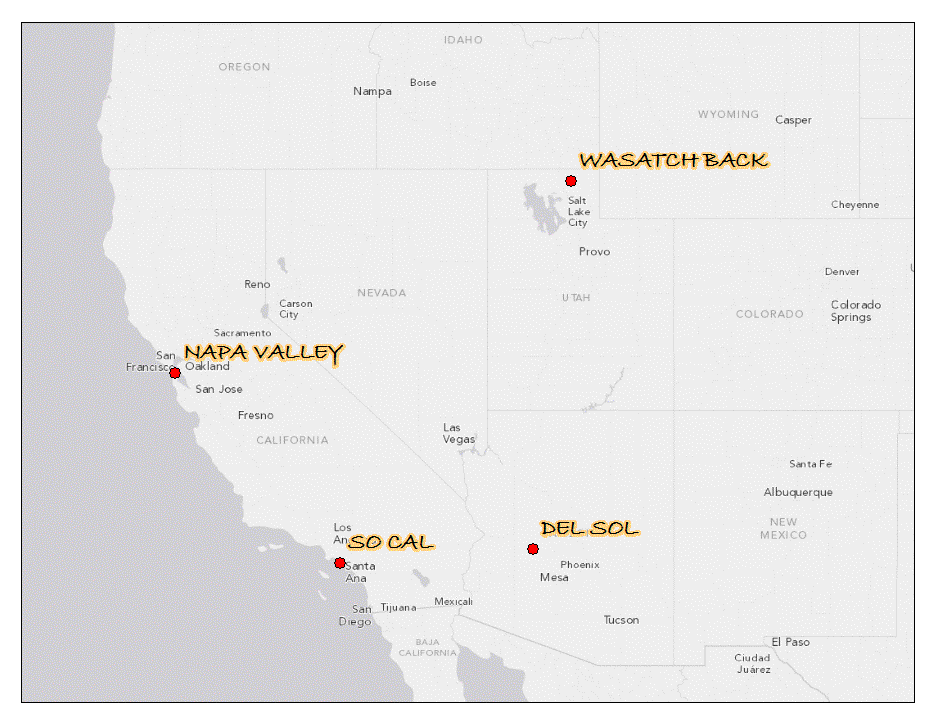 IDAHO
OREGON
Boise
Nampa
WYOMING
Casper
WASATCH BACK
Salt
Lake
City
Cheyenne
Provo
Denver
Reno
NEVADA
UTAH
Carson
City
Colorado
Springs
COLORADO
Sacramento
NAPA VALLEY
San
Francisco
Oakland
San Jose
Fresno
CALIFORNIA
Las
Vegas
Santa Fe
Albuquerque
NEW
MEXICO
Los
DEL SOL
SO CAL
Santa
Ana
Phoenix
Mesa
San
Diego
Tijuana
Mexicali
Tucson
BAJA
CALIFORNIA
El Paso
Ciudad
Juárez